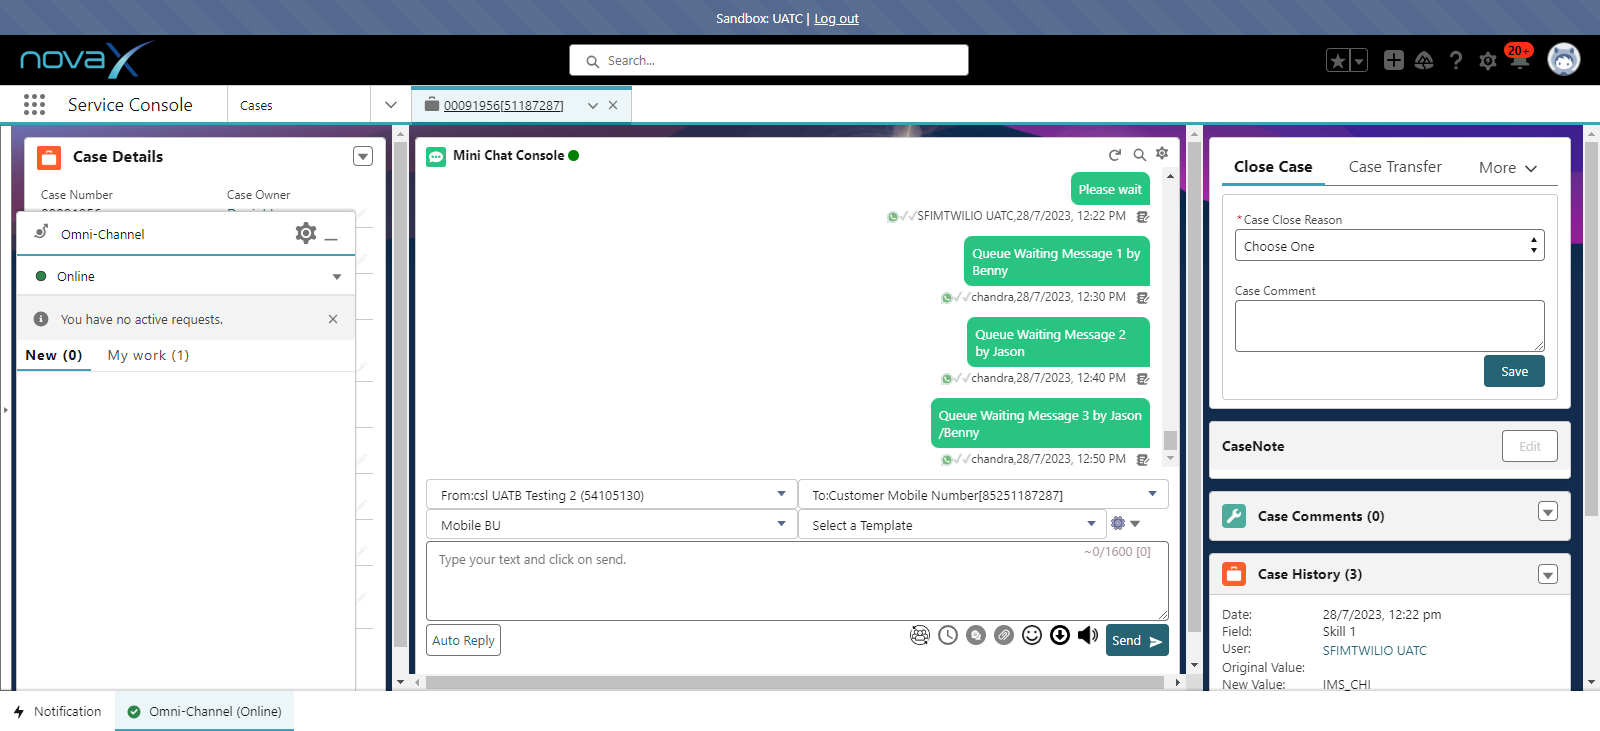 Sandbox: UATC | Log out
novaX
Search...
20+
Service Console
Cases
00091956[51187287]
Case Details
Case Number
Case Owner
Omni-Channel
Online
You have no active requests.
New (0)
My work (1)
Mini Chat Console
Please wait
SFIMTWILIO UATC,28/7/2023, 12:22 PM
Queue Waiting Message 1 by
Benny
chandra,28/7/2023, 12:30 PM
Queue Waiting Message 2
by Jason
chandra,28/7/2023, 12:40 PM
Queue Waiting Message 3 by Jason
/Benny
chandra,28/7/2023, 12:50 PM
From:csl UATB Testing 2 (54105130)
To:Customer Mobile Number[85251187287]
Mobile BU
Select a Template
Type your text and click on send.
~0/1600 [0]
Auto Reply
Send
Close Case
Case Transfer
More
*Case Close Reason
Choose One
Case Comment
Save
CaseNote
Edit
Case Comments (0)
Case History (3)
Date: 28/7/2023, 12:22 pm
Field: Skill 1
User: SFIMTWILIO UATC
Original Value:
New Value: IMS_CHI
Notification
Omni-Channel (Online)